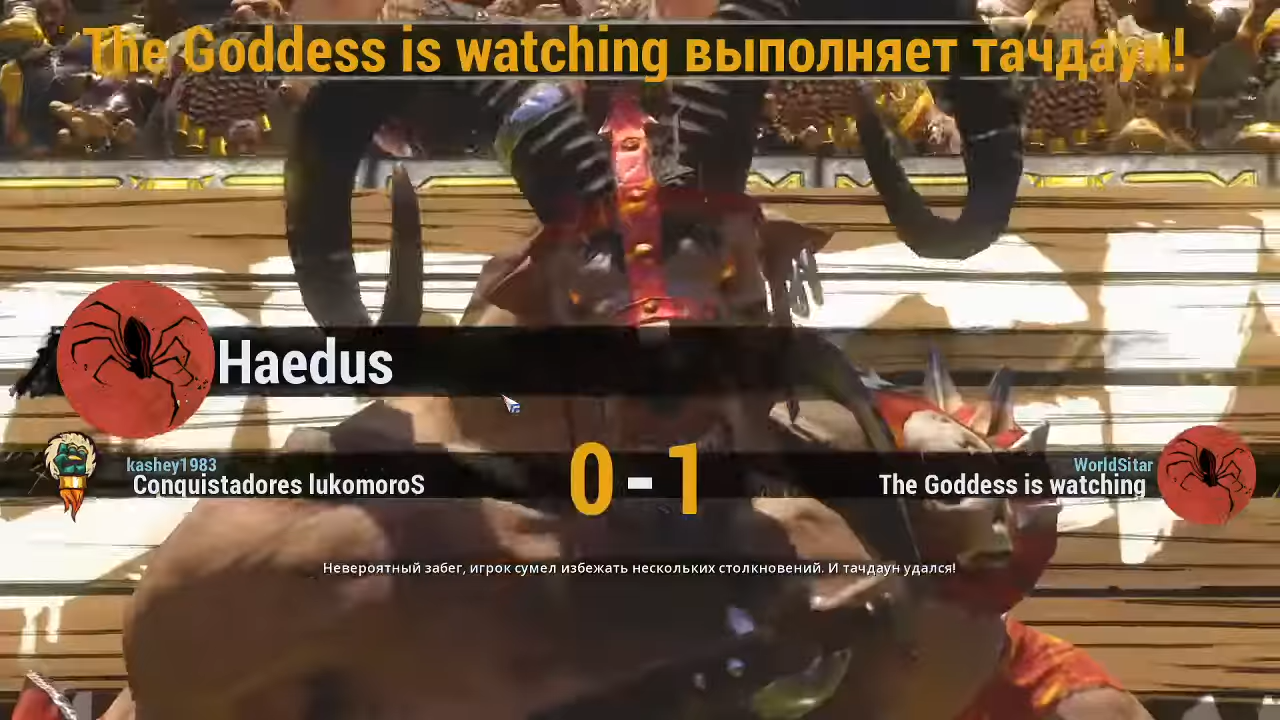 The Goddess is watching выполняет тачдаун!
Haedus
kashey1983
Conquistadores lukomoroS
0 - 1
WorldSitar
The Goddess is watching
Невероятный забег, игрок сумел избежать нескольких столкновений. И тачдаун удался!